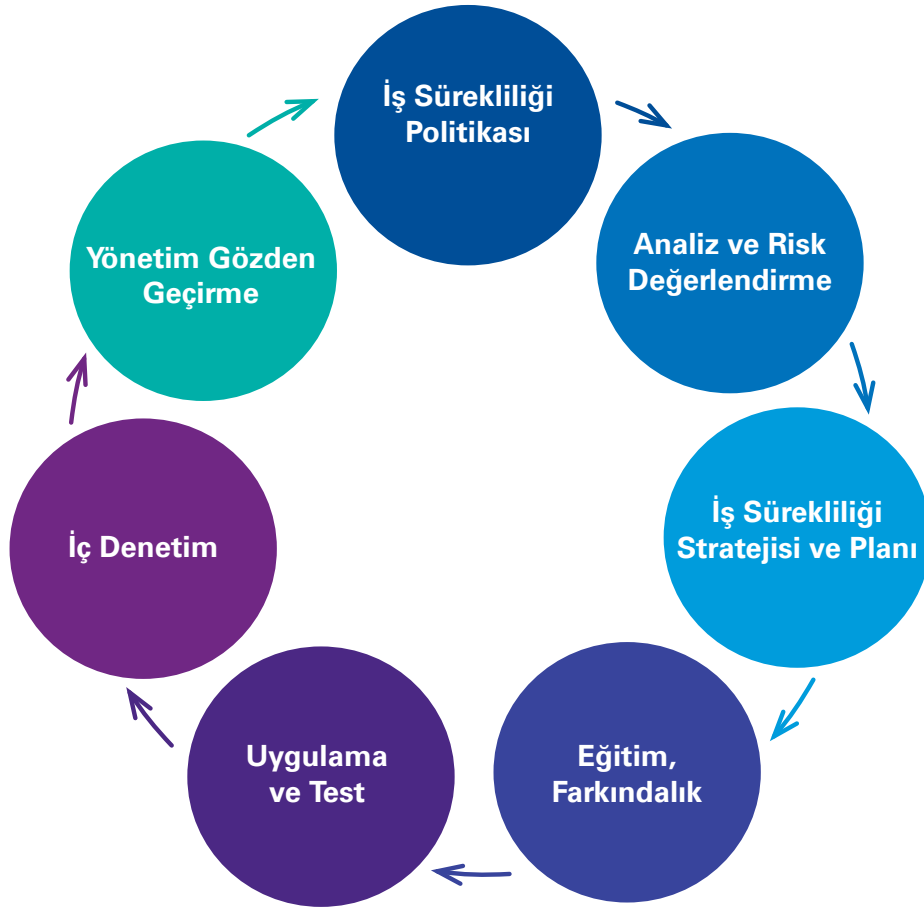 İş Sürekliliği
Politikası
Analiz ve Risk
Değerlendirme
İş Sürekliliği
Stratejisi ve Planı
Eğitim,
Farkındalık
Uygulama
ve Test
İç Denetim
Yönetim Gözden
Geçirme